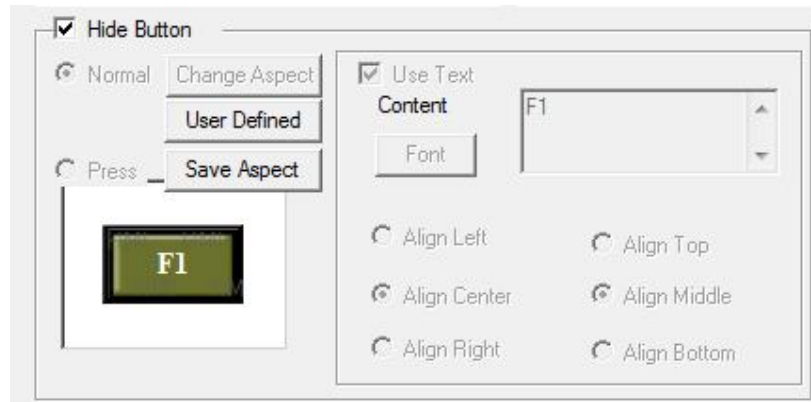 Hide Button
Normal
Change Aspect
User Defined
Press
Save Aspect
F1
Use Text
Content
F1
Font
Align Left
Align Top
Align Center
Align Middle
Align Right
Align Bottom